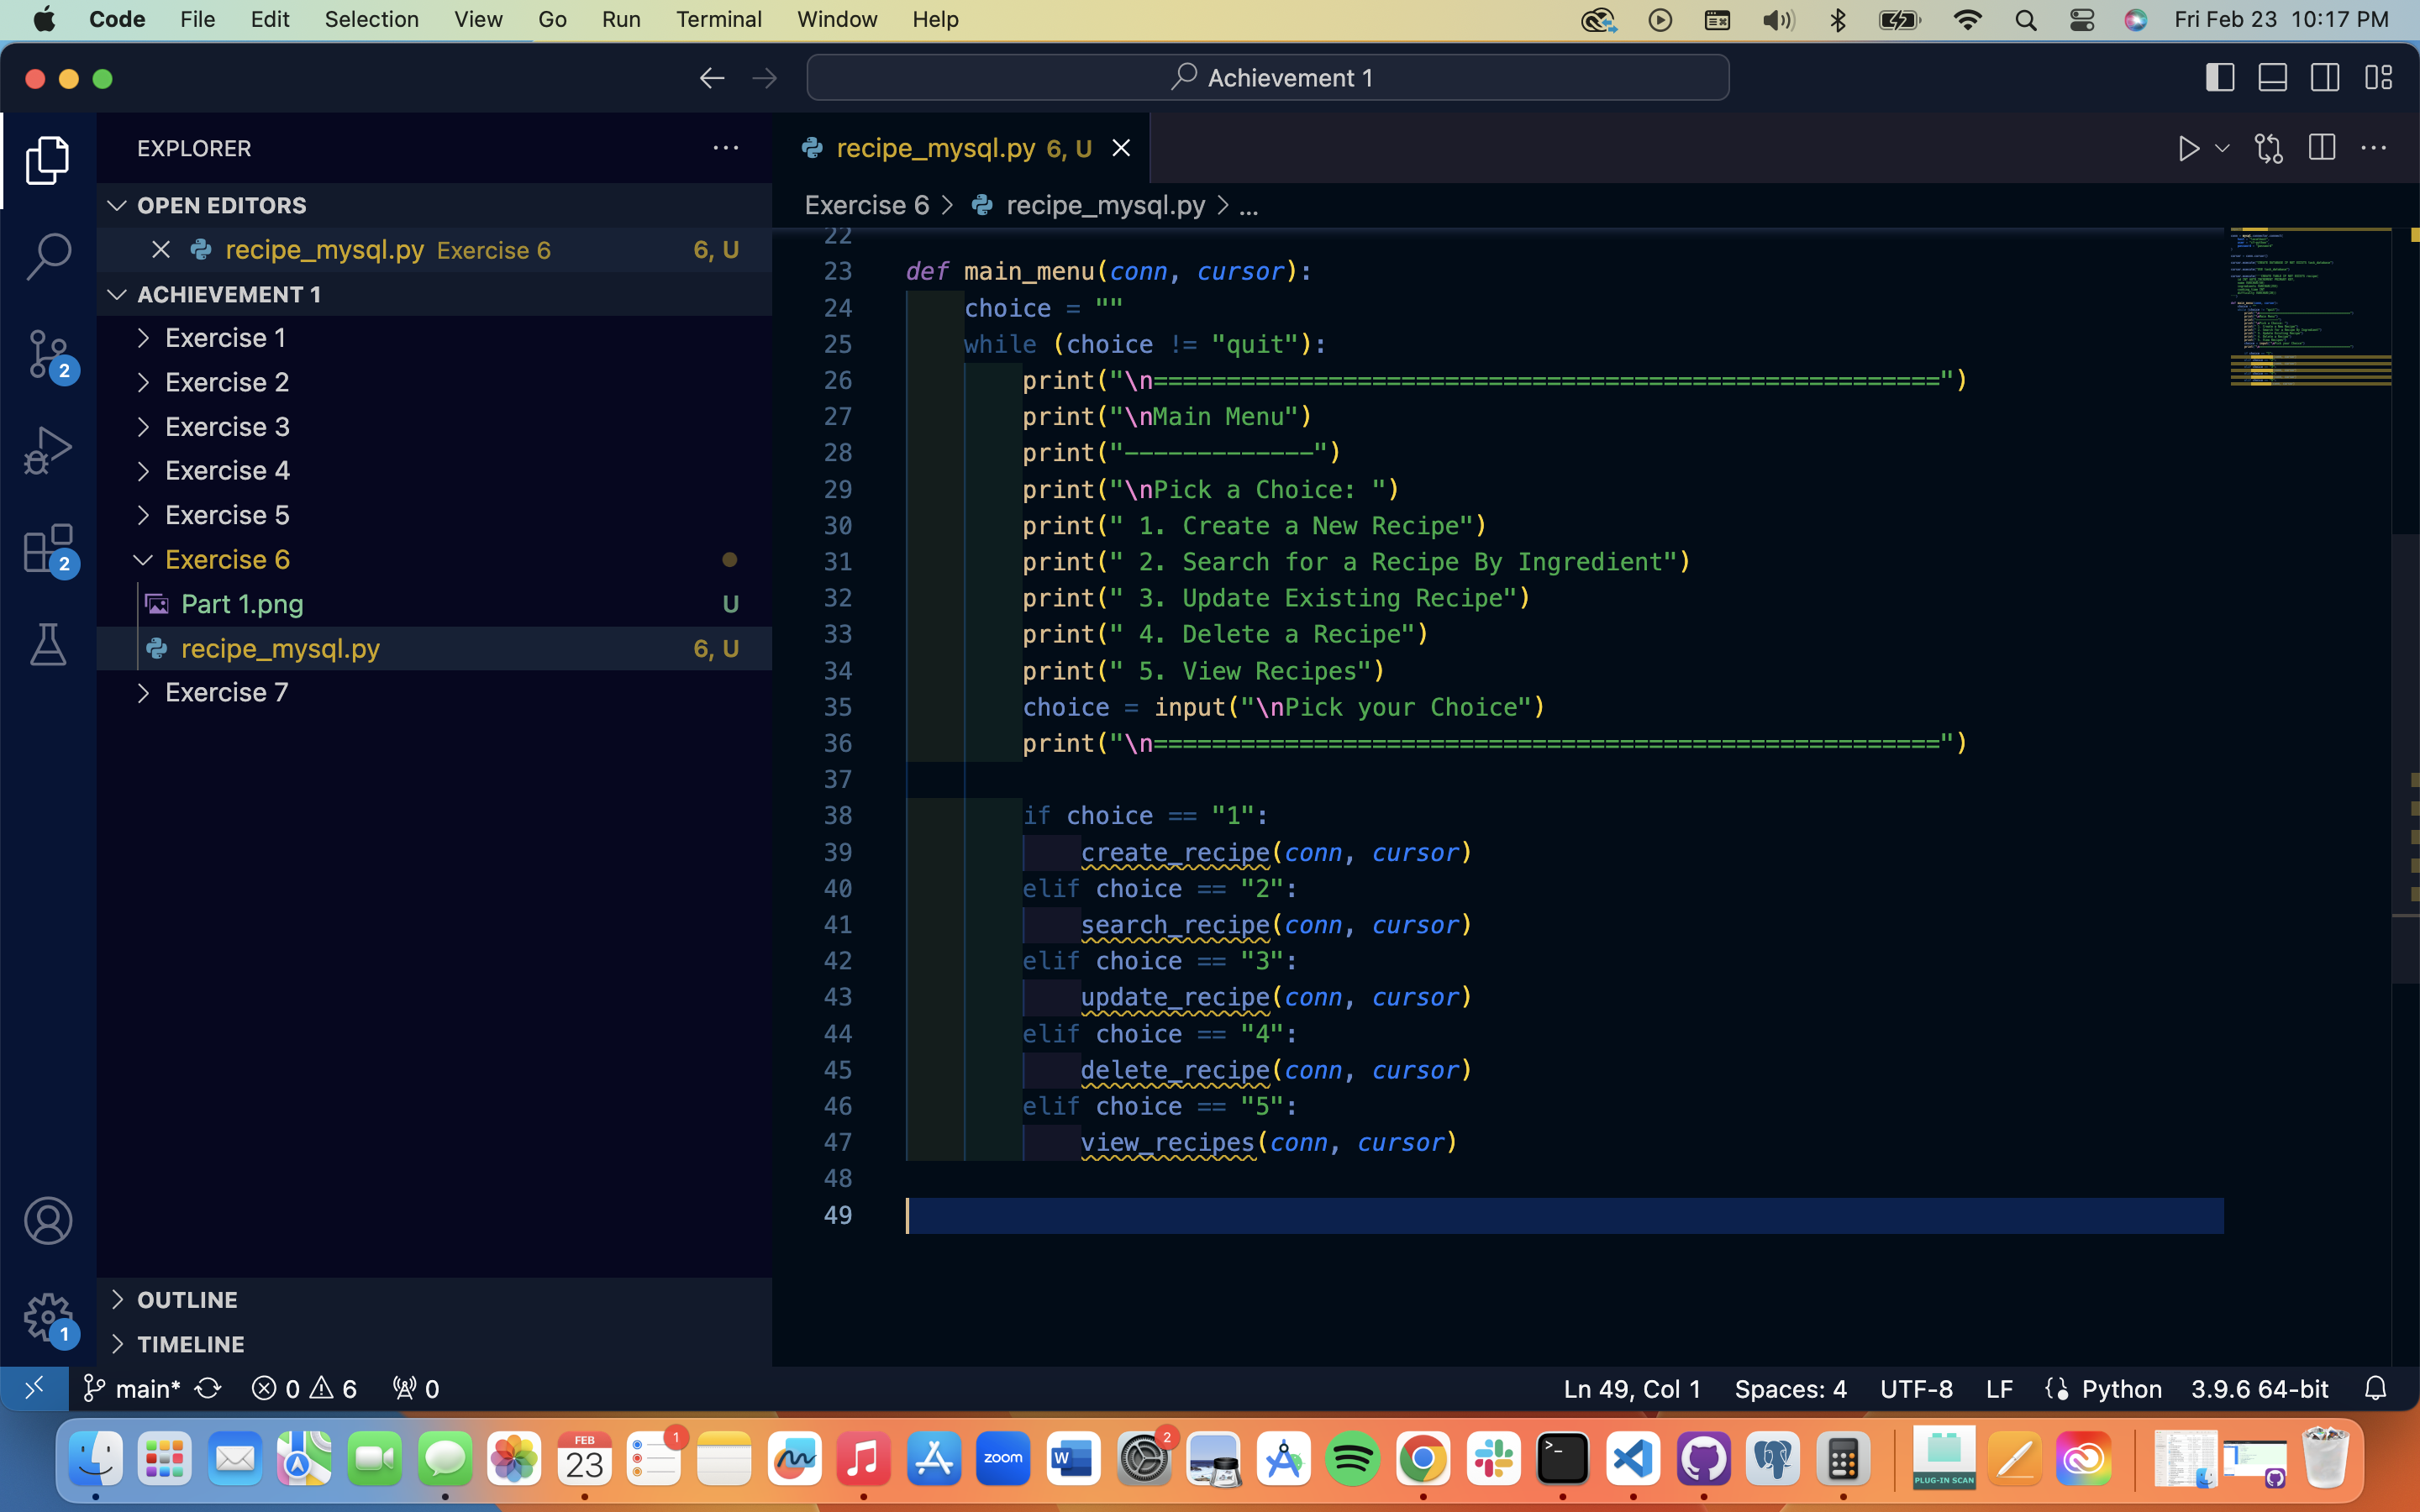 Code File Edit Selection View Go Run Terminal Window Help Fri Feb 23 10:17 PM
Achievement 1
EXPLORER
recipe_mysql.py 6, U
OPEN EDITORS
Exercise 6 > recipe_mysql.py > ...
recipe_mysql.py Exercise 6 6, U
ACHIEVEMENT 1
Exercise 1
Exercise 2
Exercise 3
Exercise 4
Exercise 5
Exercise 6
Part 1.png U
recipe_mysql.py 6, U
Exercise 7
2
2
1
OUTLINE
TIMELINE
22
23 def main_menu(conn, cursor):
24 choice = ""
25 while (choice != "quit"):
26 print("\n======================================================")
27 print("\nMain Menu")
28 print("-------------")
29 print("\nPick a Choice: ")
30 print(" 1. Create a New Recipe")
31 print(" 2. Search for a Recipe By Ingredient")
32 print(" 3. Update Existing Recipe")
33 print(" 4. Delete a Recipe")
34 print(" 5. View Recipes")
35 choice = input("\nPick your Choice")
36 print("\n======================================================")
37
38 if choice == "1":
39 create_recipe(conn, cursor)
40 elif choice == "2":
41 search_recipe(conn, cursor)
42 elif choice == "3":
43 update_recipe(conn, cursor)
44 elif choice == "4":
45 delete_recipe(conn, cursor)
46 elif choice == "5":
47 view_recipes(conn, cursor)
48
49
main* 0 6 0 Ln 49, Col 1 Spaces: 4 UTF-8 LF Python 3.9.6 64-bit
FEB
23
1
zoom
W
2
PLUG-IN SCAN